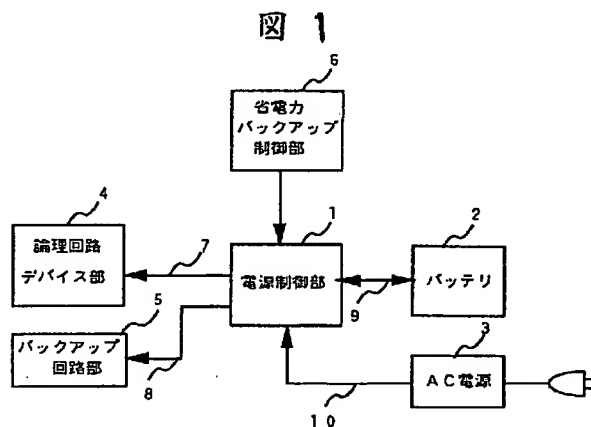 図 1
6
省電力
バックアップ
制御部
4
論理回路
デバイス部
7
1
電源制御部
2
バッテリ
9
5
バックアップ
回路部
8
3
AC電源
10